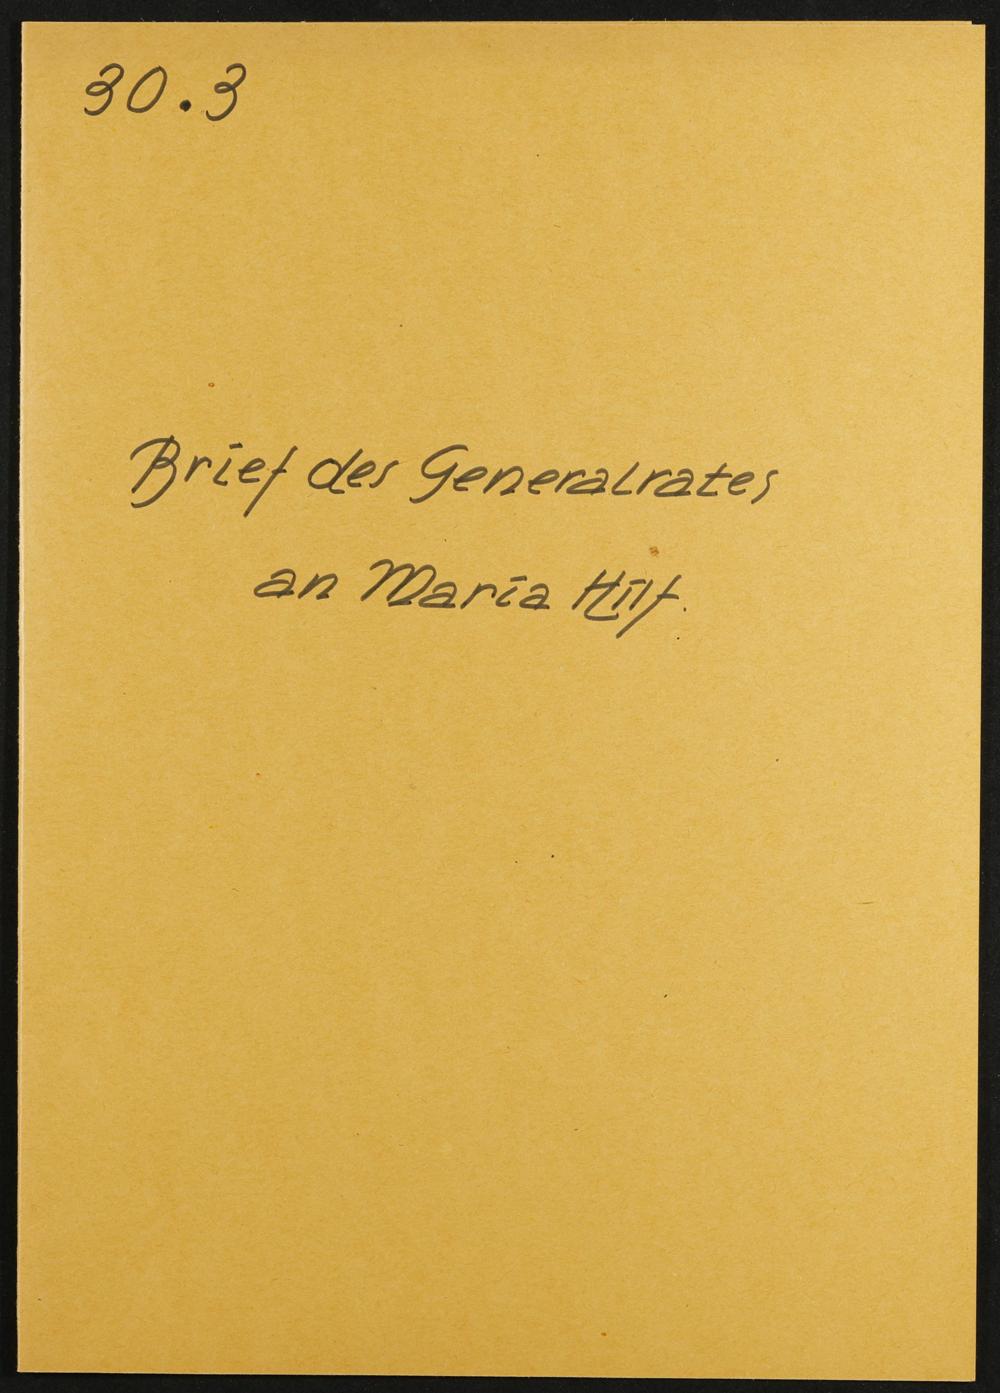 30.3
Brief des Generalrates
an Maria Hilf.